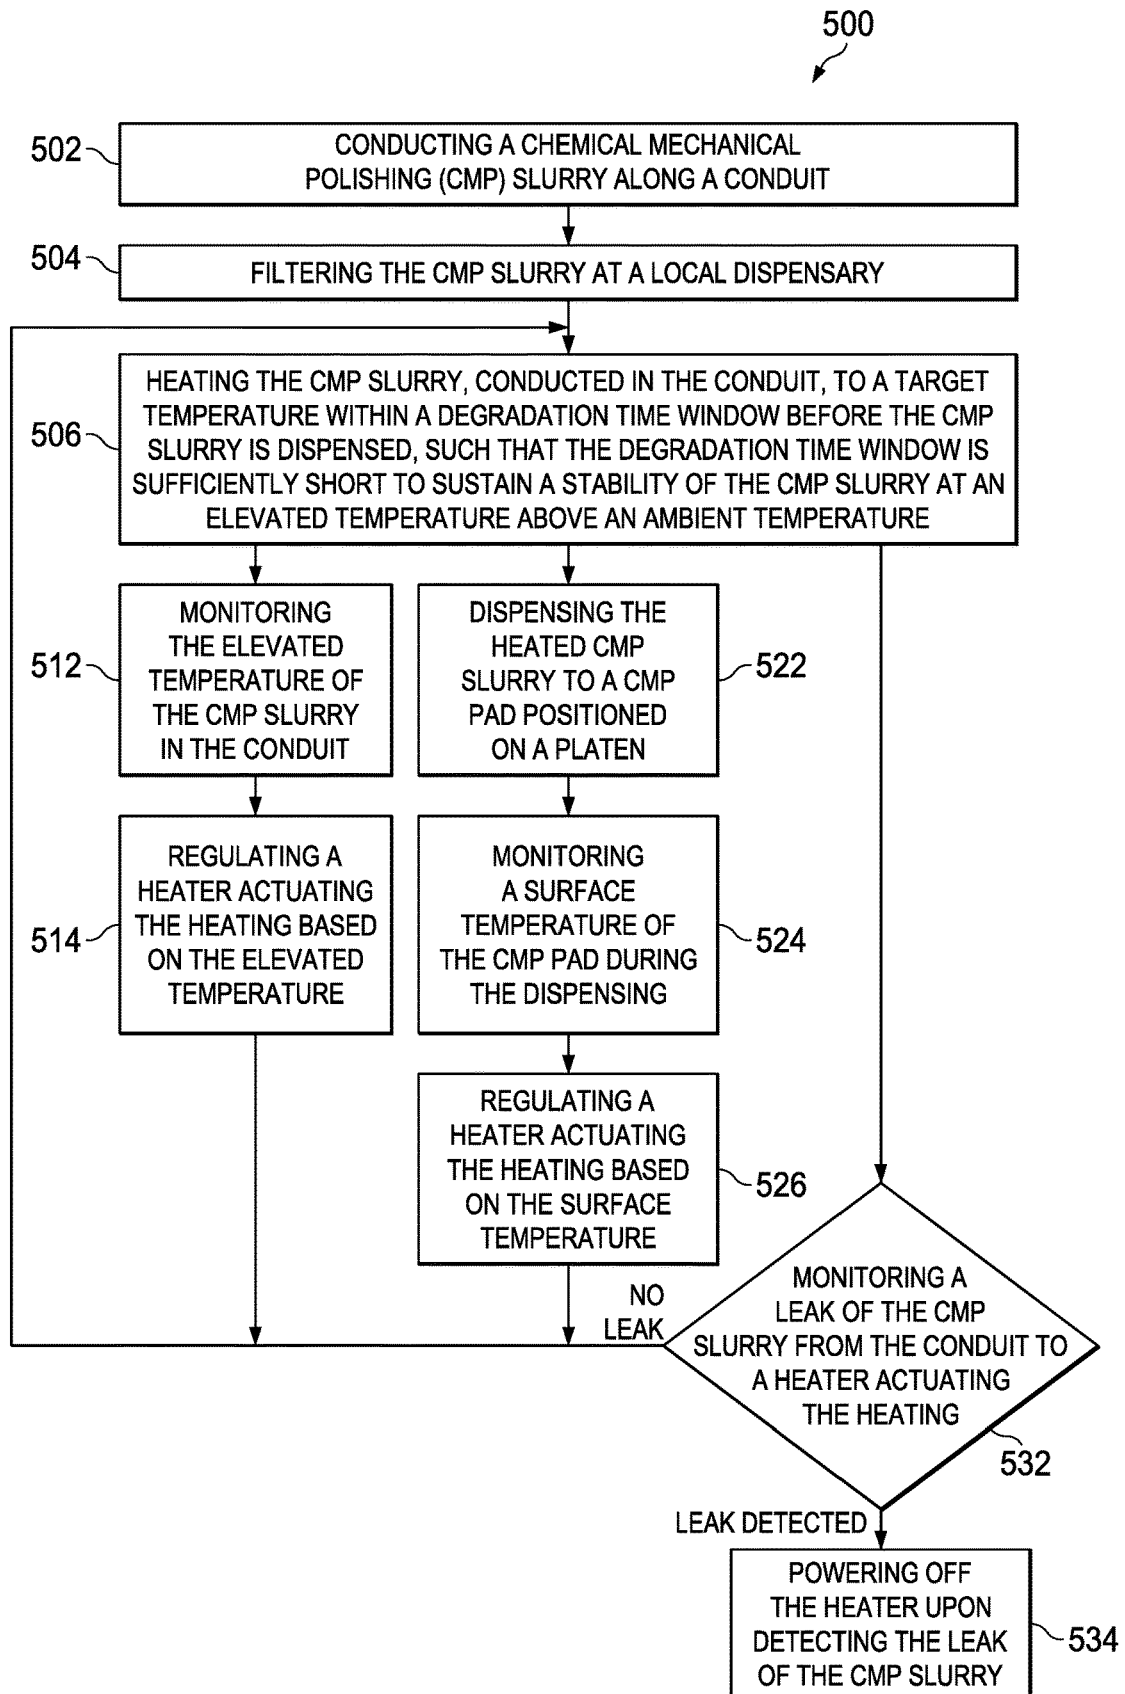 500
502
CONDUCTING A CHEMICAL MECHANICAL
POLISHING (CMP) SLURRY ALONG A CONDUIT
504
FILTERING THE CMP SLURRY AT A LOCAL DISPENSARY
506
HEATING THE CMP SLURRY, CONDUCTED IN THE CONDUIT, TO A TARGET
TEMPERATURE WITHIN A DEGRADATION TIME WINDOW BEFORE THE CMP
SLURRY IS DISPENSED, SUCH THAT THE DEGRADATION TIME WINDOW IS
SUFFICIENTLY SHORT TO SUSTAIN A STABILITY OF THE CMP SLURRY AT AN
ELEVATED TEMPERATURE ABOVE AN AMBIENT TEMPERATURE
512
MONITORING
THE ELEVATED
TEMPERATURE OF
THE CMP SLURRY
IN THE CONDUIT
DISPENSING THE
HEATED CMP
SLURRY TO A CMP
PAD POSITIONED
ON A PLATEN
522
514
REGULATING A
HEATER ACTUATING
THE HEATING BASED
ON THE ELEVATED
TEMPERATURE
MONITORING
A SURFACE
TEMPERATURE OF
THE CMP PAD DURING
THE DISPENSING
524
REGULATING A
HEATER ACTUATING
THE HEATING BASED
ON THE SURFACE
TEMPERATURE
526
NO
LEAK
MONITORING A
LEAK OF THE CMP
SLURRY FROM THE CONDUIT TO
A HEATER ACTUATING
THE HEATING
532
LEAK DETECTED
POWERING OFF
THE HEATER UPON
DETECTING THE LEAK
OF THE CMP SLURRY
534